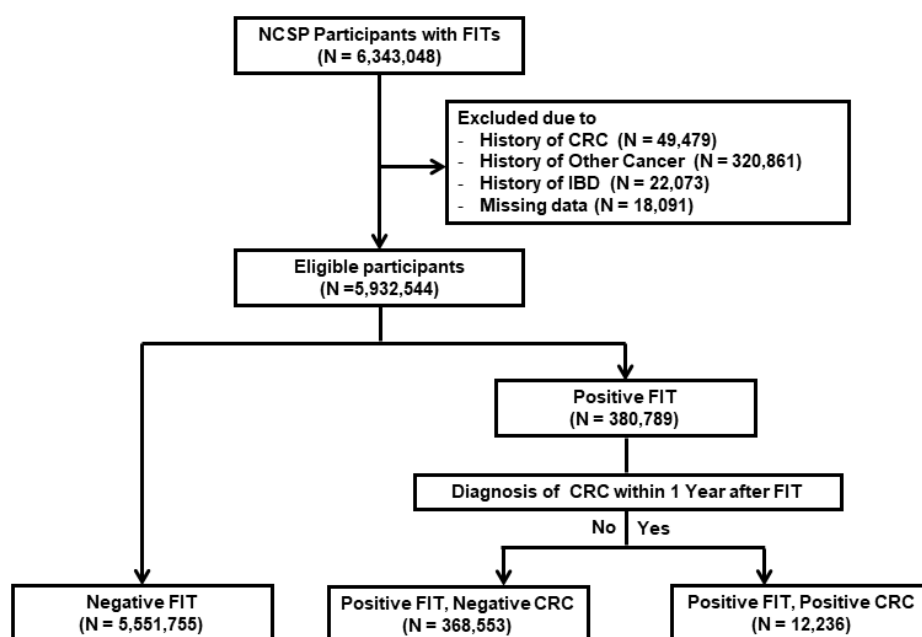 NCSP Participants with FITs
(N = 6,343,048)
Excluded due to
- History of CRC (N = 49,479)
- History of Other Cancer (N = 320,861)
- History of IBD (N = 22,073)
- Missing data (N = 18,091)
Eligible participants
(N =5,932,544)
Positive FIT
(N = 380,789)
Diagnosis of CRC within 1 Year after FIT
No Yes
Negative FIT
(N = 5,551,755)
Positive FIT, Negative CRC
(N = 368,553)
Positive FIT, Positive CRC
(N = 12,236)